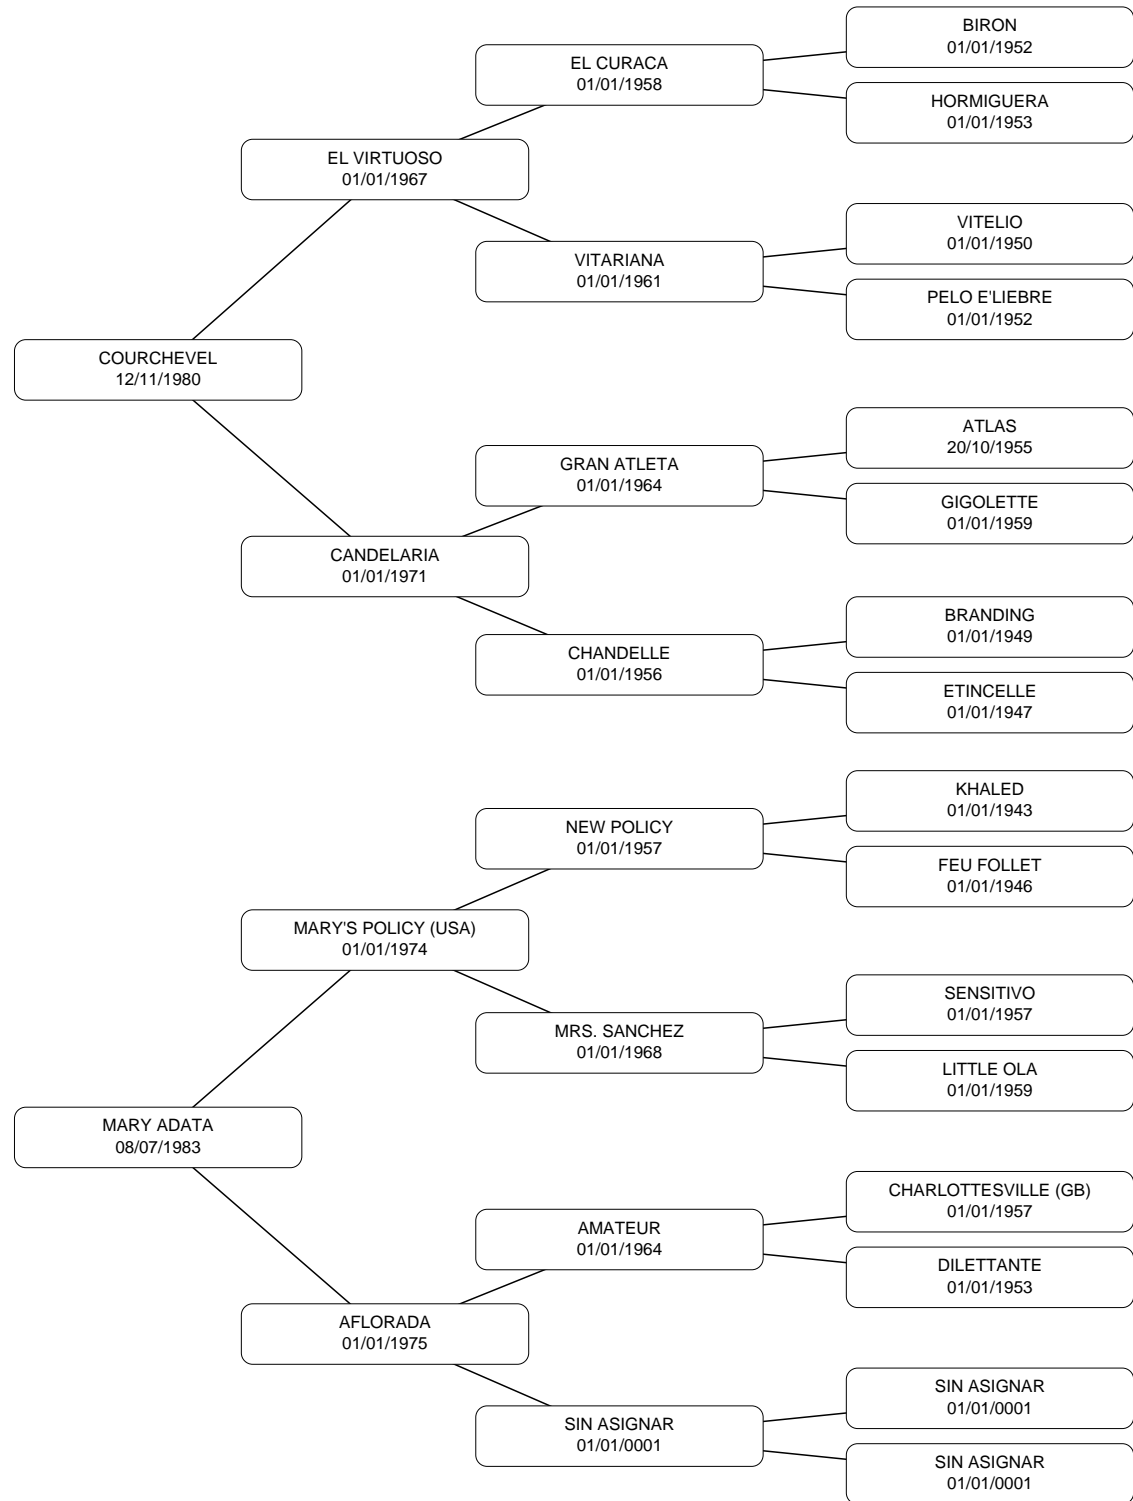 BIRON
01/01/1952
EL CURACA
01/01/1958
HORMIGUERA
01/01/1953
EL VIRTUOSO
01/01/1967
VITELIO
01/01/1950
VITARIANA
01/01/1961
PELO E'LIEBRE
01/01/1952
COURCHEVEL
12/11/1980
ATLAS
20/10/1955
GRAN ATLETA
01/01/1964
GIGOLETTE
01/01/1959
CANDELARIA
01/01/1971
BRANDING
01/01/1949
CHANDELLE
01/01/1956
ETINCELLE
01/01/1947
KHALED
01/01/1943
NEW POLICY
01/01/1957
FEU FOLLET
01/01/1946
MARY'S POLICY (USA)
01/01/1974
SENSITIVO
01/01/1957
MRS. SANCHEZ
01/01/1968
LITTLE OLA
01/01/1959
MARY ADATA
08/07/1983
CHARLOTTESVILLE (GB)
01/01/1957
AMATEUR
01/01/1964
DILETTANTE
01/01/1953
AFLORADA
01/01/1975
SIN ASIGNAR
01/01/0001
SIN ASIGNAR
01/01/0001
SIN ASIGNAR
01/01/0001